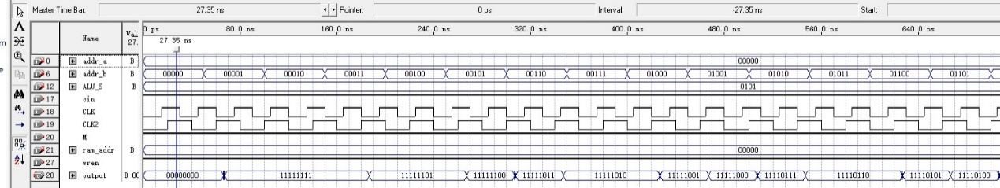 Master Time Bar: 27.35 ns Pointer: 0 ps Interval: -27.35 ns Start:
0 ps 80.0 ns 160.0 ns 240.0 ns 320.0 ns 400.0 ns 480.0 ns 560.0 ns 640.0 ns
Name Val 27. 27.35 ns
0 addr_a B 00000
6 addr_b B 00000 00001 00010 00011 00100 00101 00110 00111 01000 01001 01010 01011 01100 01101
12 ALU_S B 0101
17 cin
18 CLK
19 CLK2
20 M
21 ram_addr B 00000
27 wren
28 output B 00 00000000 11111111 11111101 11111100 11111011 11111010 11111001 11111000 11110111 11110110 11110101 11110100